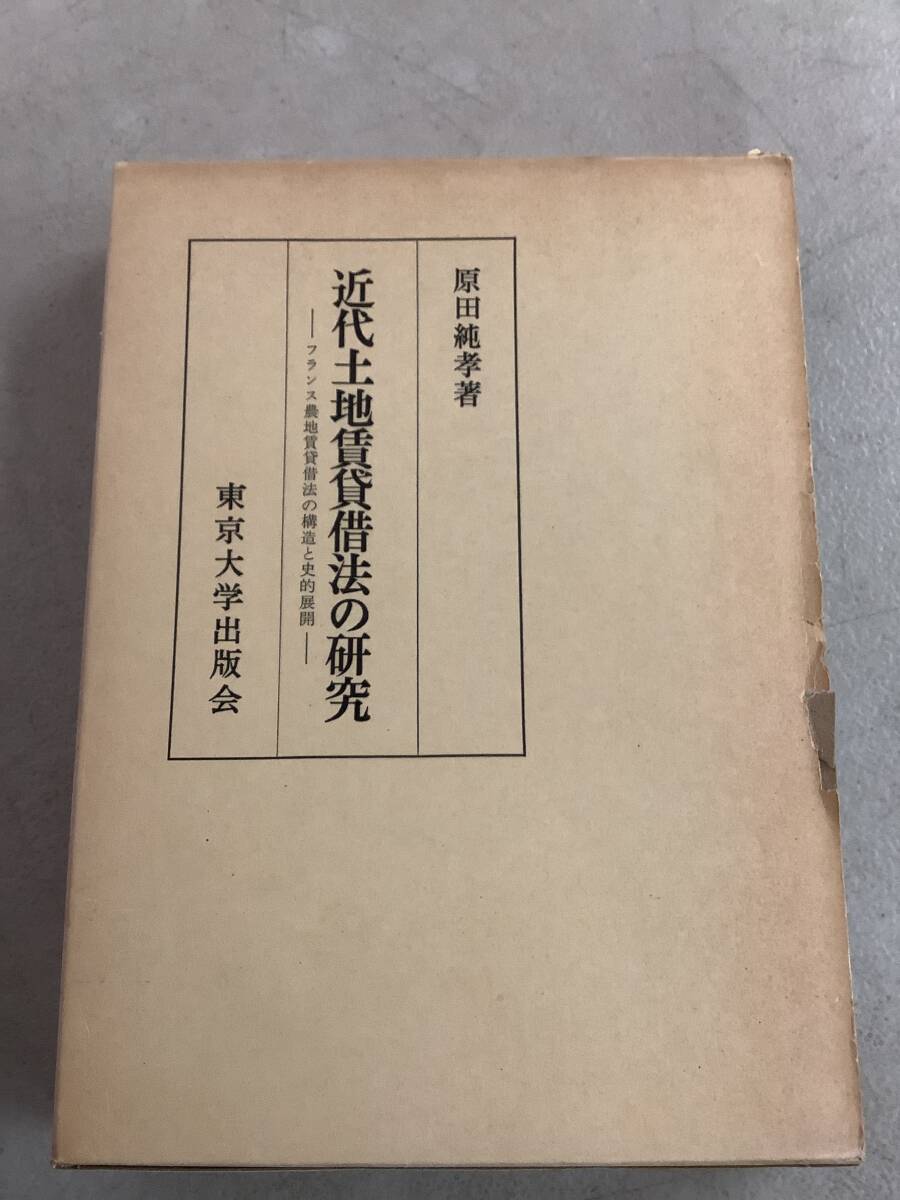 原田純孝著
近代土地賃貸借法の研究
――フランス農地賃貸借法の構造と史的展開――
東京大学出版会